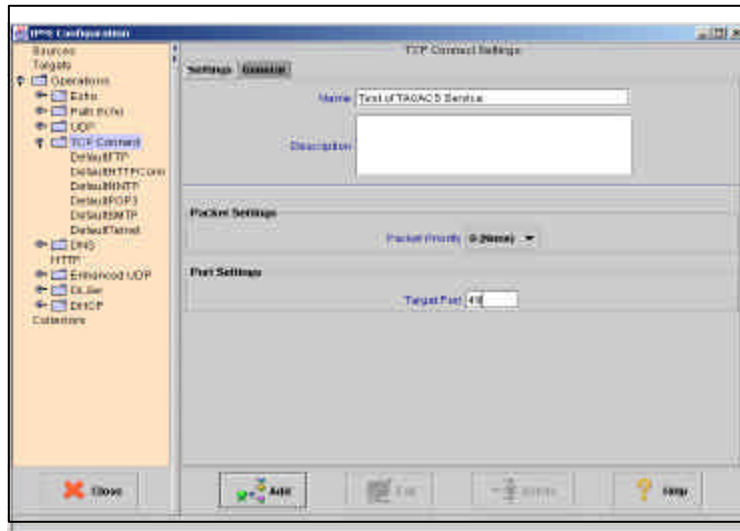 IPM Configuration
Sources
Targets
Operations
Echo
Path Echo
UDP
TCP Connect
DefaultFTP
DefaultHTTPConn
DefaultNNTP
DefaultPOP3
DefaultSMTP
DefaultTelnet
DNS
HTTP
Enhanced UDP
DLSw
DHCP
Collectors
TCP Connect Settings
Settings General
Name Test of TACACS Service
Description
Packet Settings
Packet Priority 0 (None)
Port Settings
Target Port 49
Close Add Edit Delete Help